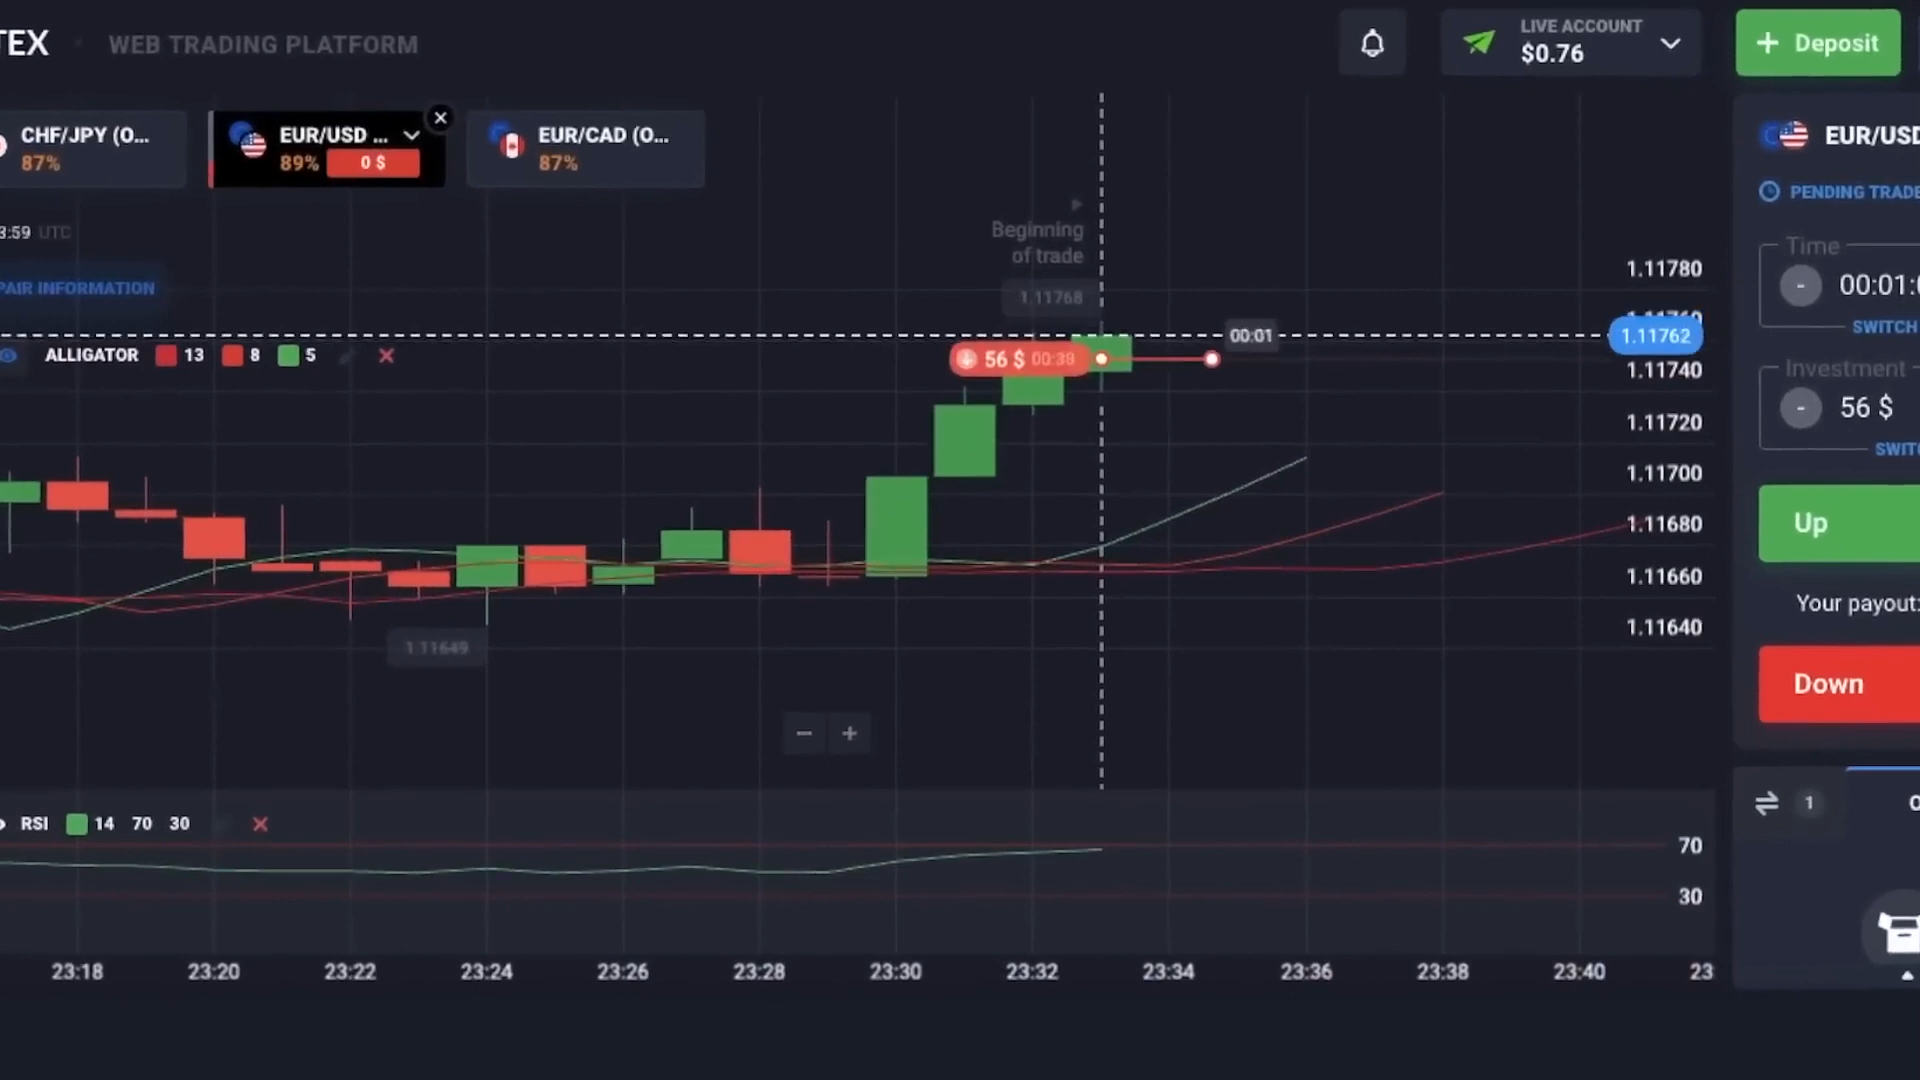 TEX
WEB TRADING PLATFORM
LIVE ACCOUNT
$0.76
+ Deposit
CHF/JPY (O...
87%
EUR/USD ...
89%
0 $
EUR/CAD (O...
87%
EUR/USD
3:59 UTC
PAIR INFORMATION
PENDING TRADE
Beginning
of trade
1.11768
Time
00:01:0
SWITCH
ALLIGATOR 13 8 5
56 $ 00:39
00:01
1.11780
1.11762
1.11740
1.11720
1.11700
1.11680
1.11660
1.11640
Investment
56 $
SWITC
Up
Your payout:
Down
1.11649
1
RSI 14 70 30
70
30
23:18 23:20 23:22 23:24 23:26 23:28 23:30 23:32 23:34 23:36 23:38 23:40 23